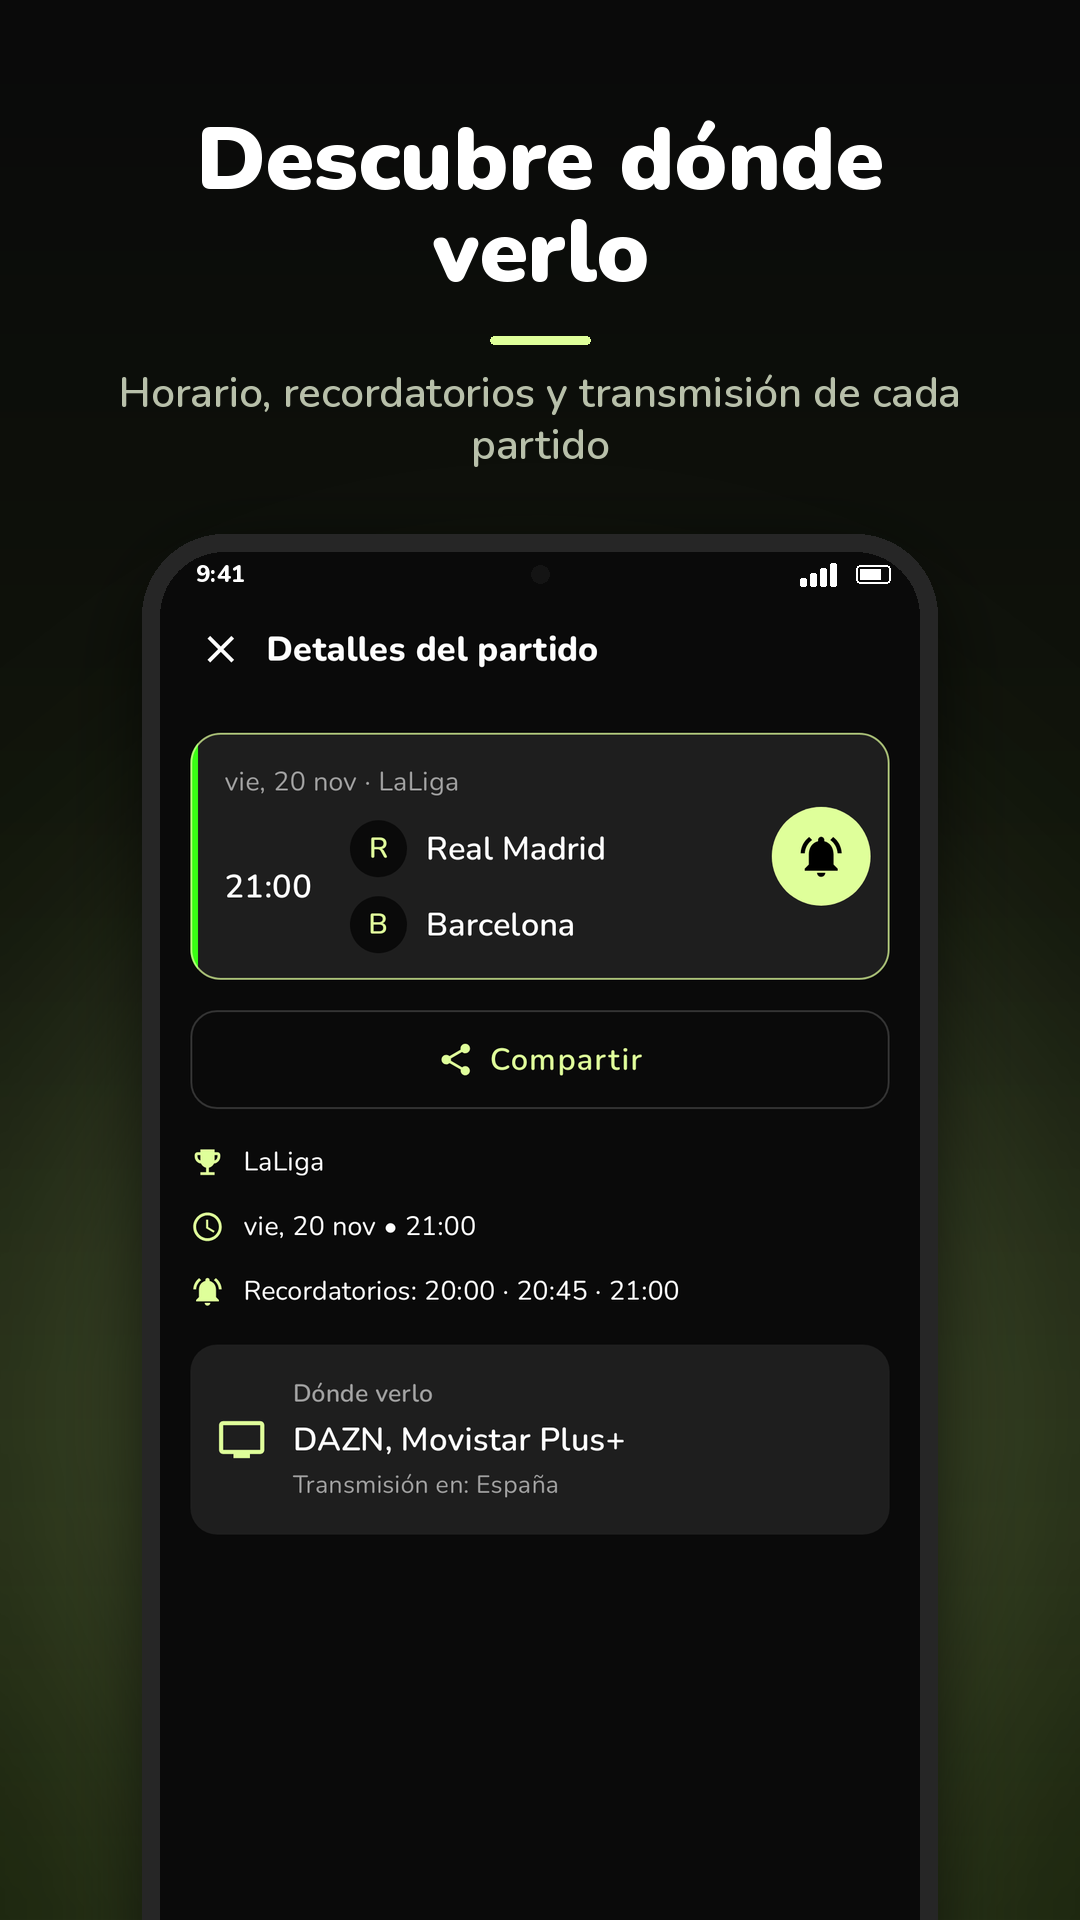 Descubre dónde
verlo
Horario, recordatorios y transmisión de cada
partido
9:41
Detalles del partido
vie, 20 nov · LaLiga
21:00
R Real Madrid
B Barcelona
Compartir
LaLiga
vie, 20 nov • 21:00
Recordatorios: 20:00 · 20:45 · 21:00
Dónde verlo
DAZN, Movistar Plus+
Transmisión en: España